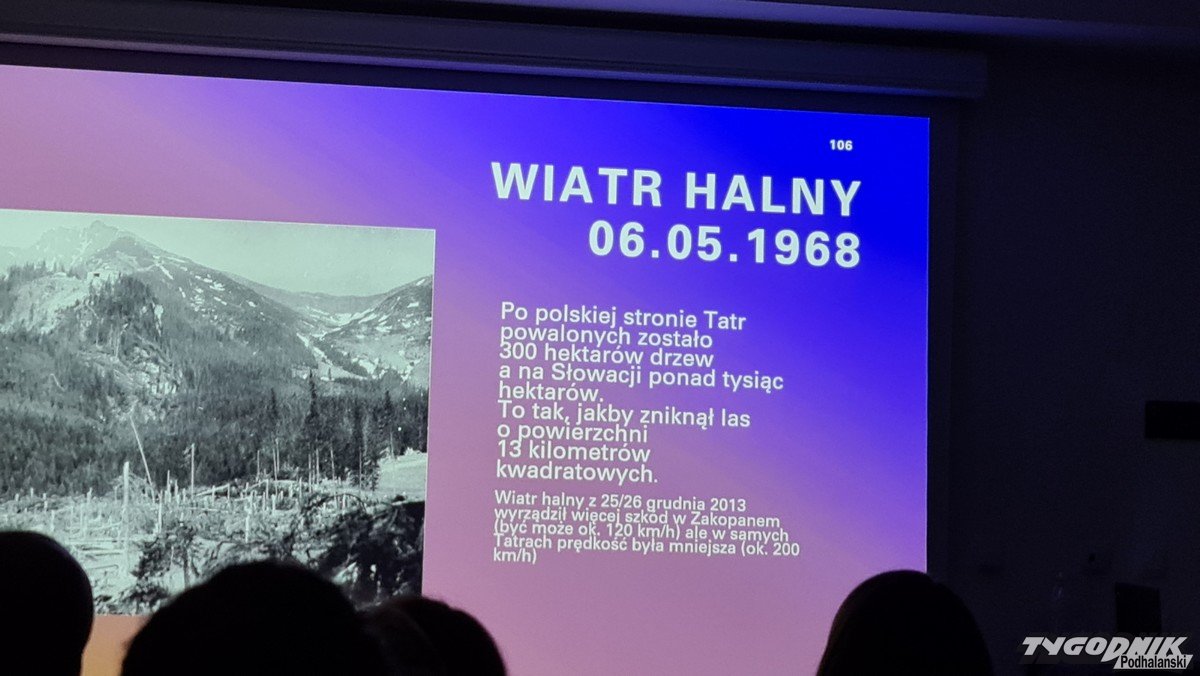 106
WIATR HALNY
06.05.1968
Po polskiej stronie Tatr
powalonych zostało
300 hektarów drzew
a na Słowacji ponad tysiąc
hektarów.
To tak, jakby zniknął las
o powierzchni
13 kilometrów
kwadratowych.
Wiatr halny z 25/26 grudnia 2013
wyrządził więcej szkód w Zakopanem
(być może ok. 120 km/h) ale w samych
Tatrach prędkość była mniejsza (ok. 200
km/h)
TYGODNIK
Podhalański